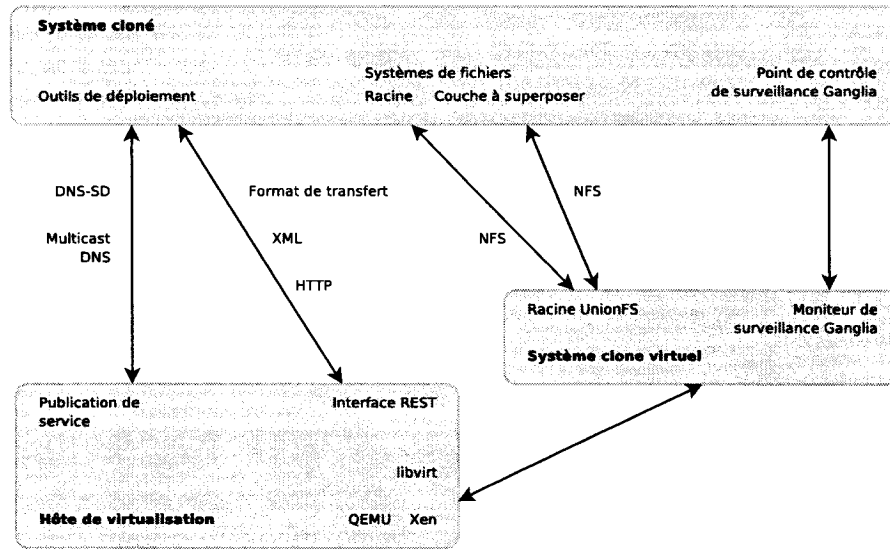 Système cloné
Systèmes de fichiers
Point de contrôle
de surveillance Ganglia
Outils de déploiement
Racine Couche à superposer
DNS-SD
Format de transfert
NFS
Multicast
DNS
XML
NFS
HTTP
Racine UnionFS
Moniteur de
surveillance Ganglia
Système clone virtuel
Publication de
service
Interface REST
libvirt
Hôte de virtualisation
QEMU Xen